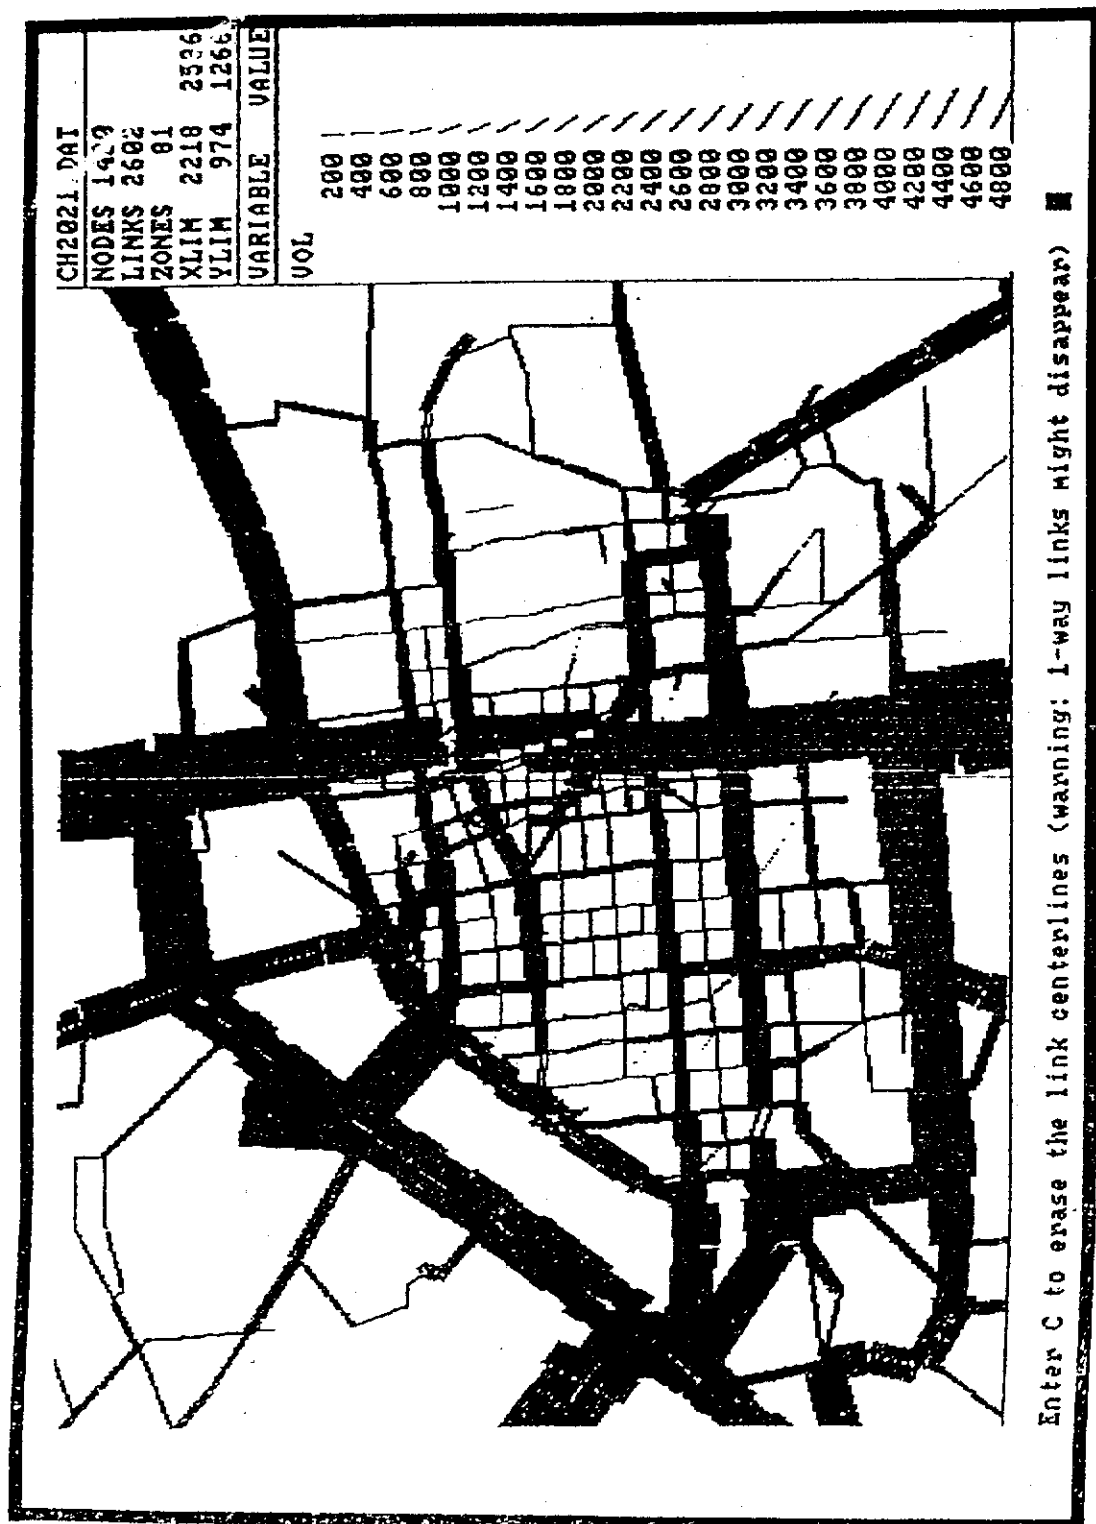 CH2021.DAT
NODES
LINKS 2602
ZONES 81
XLIM 2218 2536
YLIM 974 1266
VARIABLE VALUE
VOL
200
400
600
800
1000
1200
1400
1600
1800
2000
2200
2400
2600
2800
3000
3200
3400
3600
3800
4000
4200
4400
4600
4800
Enter C to erase the link centerlines (warning: 1-way links might disappear)